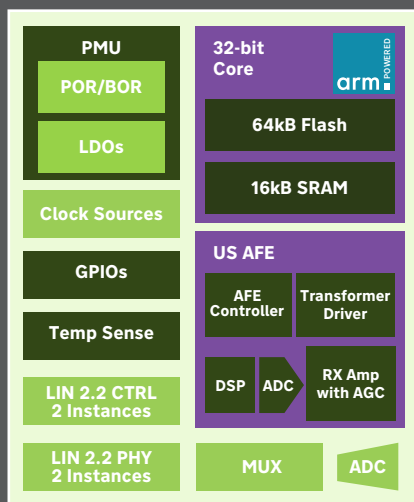 PMU
POR/BOR
LDOs
Clock Sources
GPIOs
Temp Sense
LIN 2.2 CTRL
2 Instances
LIN 2.2 PHY
2 Instances
32-bit
Core
arm
POWERED
64kB Flash
16kB SRAM
US AFE
AFE
Controller
Transformer
Driver
DSP
ADC
RX Amp
with AGC
MUX
ADC